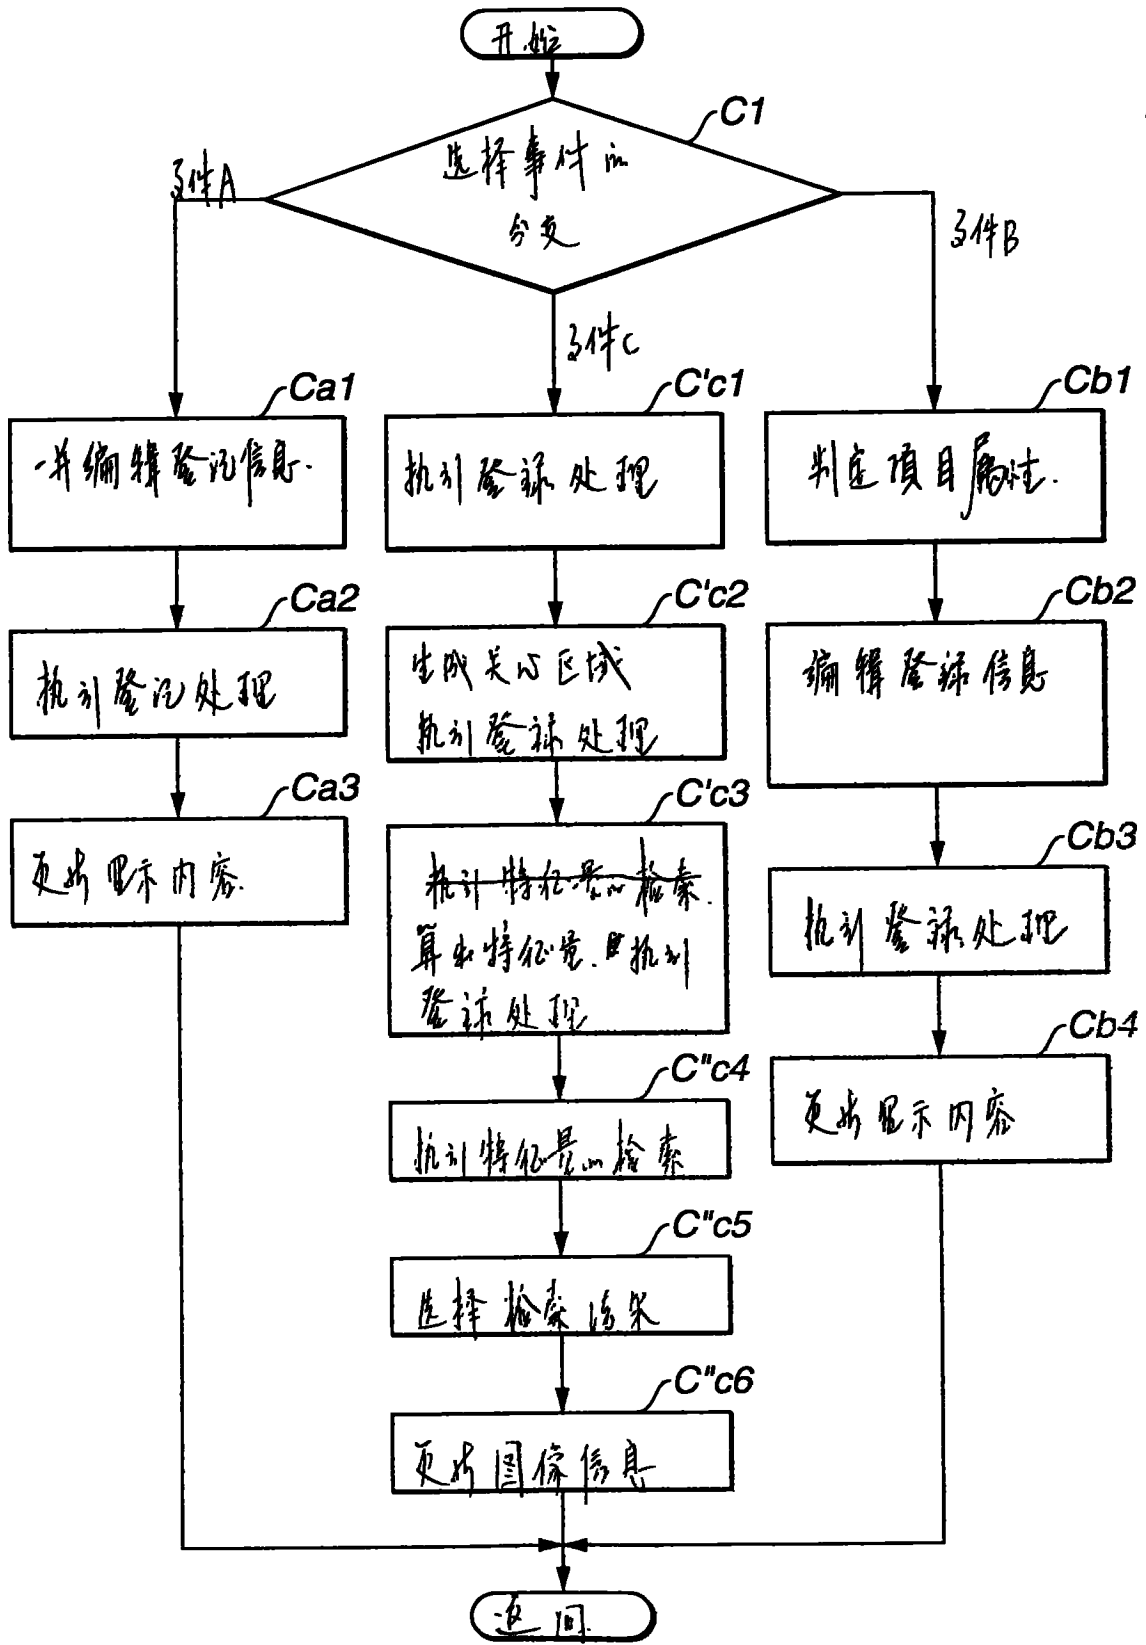 开始
C1
选择事件的
分支
事件A
事件B
事件C
Ca1
一并编辑登记信息.
C'c1
执行登录处理
Cb1
判定项目属性.
Ca2
执行登记处理
C'c2
生成关心区域
执行登录处理
Cb2
编辑登录信息
Ca3
更新显示内容.
C'c3
执行特征量的检索.
算出特征量.执行
登录处理
Cb3
执行登录处理
C"c4
执行特征量的检索
Cb4
更新显示内容
C"c5
选择检索结果
C"c6
更新图像信息
返回